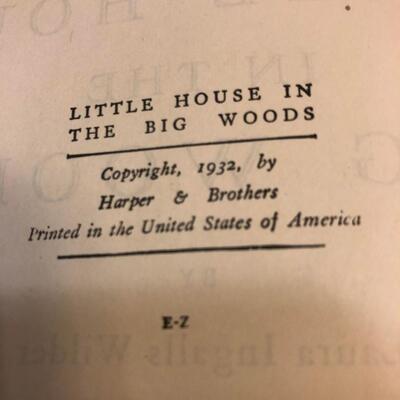 LITTLE HOUSE IN
THE BIG WOODS
Copyright, 1932, by
Harper & Brothers
Printed in the United States of America
E-Z